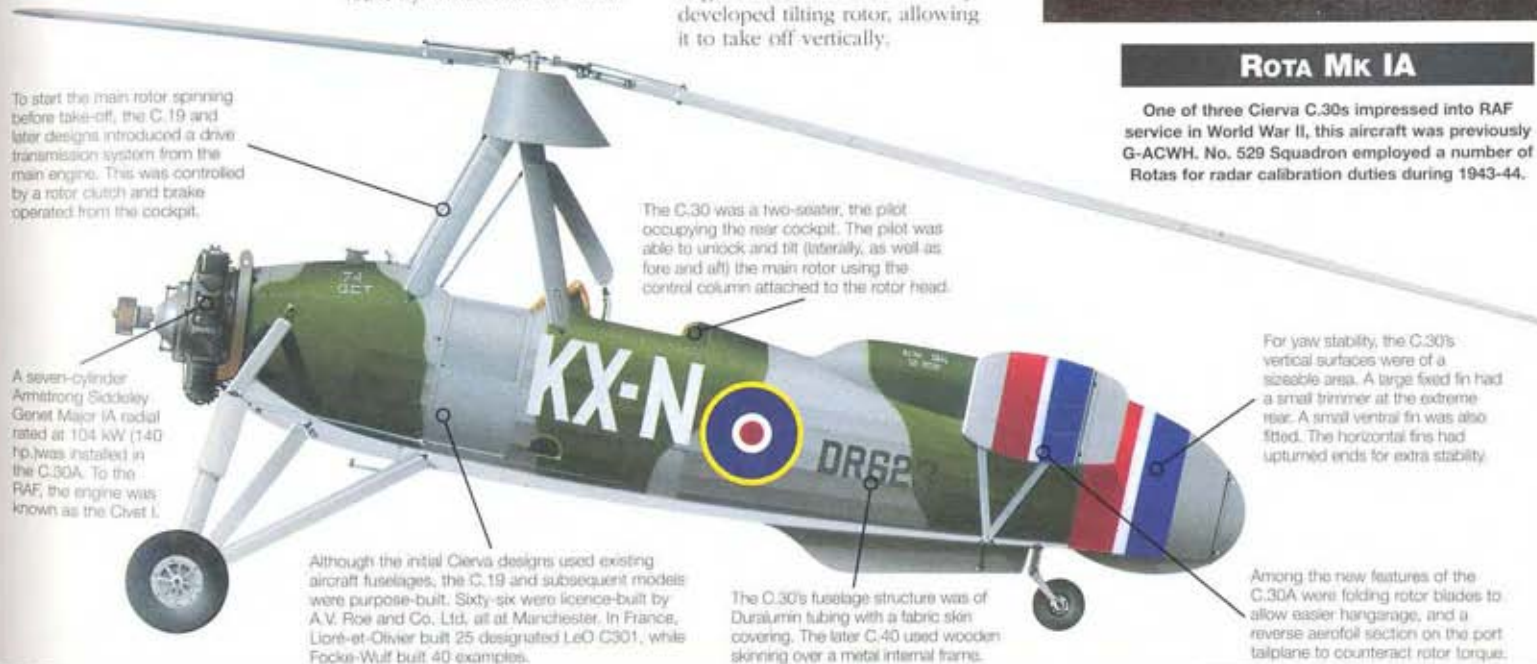 developed tilting rotor, allowing
it to take off vertically.
ROTA MK IA
One of three Cierva C.30s impressed into RAF
service in World War II, this aircraft was previously
G-ACWH. No. 529 Squadron employed a number of
Rotas for radar calibration duties during 1943-44.
To start the main rotor spinning
before take-off, the C.19 and
later designs introduced a drive
transmission system from the
main engine. This was controlled
by a rotor clutch and brake
operated from the cockpit.
The C.30 was a two-seater, the pilot
occupying the rear cockpit. The pilot was
able to unlock and tilt (laterally, as well as
fore and aft) the main rotor using the
control column attached to the rotor head.
A seven-cylinder
Armstrong Siddeley
Genet Major IA radial
rated at 104 kW (140
hp.)was installed in
the C.30A. To the
RAF, the engine was
known as the Civet I.
KX-N
DR62
For yaw stability, the C.30's
vertical surfaces were of a
sizeable area. A large fixed fin had
a small trimmer at the extreme
rear. A small ventral fin was also
fitted. The horizontal fins had
upturned ends for extra stability.
Although the initial Cierva designs used existing
aircraft fuselages, the C.19 and subsequent models
were purpose-built. Sixty-six were licence-built by
A.V. Roe and Co. Ltd, all at Manchester. In France,
Lioré-et-Olivier built 25 designated LeO C301, while
Focke-Wulf built 40 examples.
The C.30's fuselage structure was of
Duralumin tubing with a fabric skin
covering. The later C.40 used wooden
skinning over a metal internal frame.
Among the new features of the
C.30A were folding rotor blades to
allow easier hangarage, and a
reverse aerofoil section on the port
tailplane to counteract rotor torque.